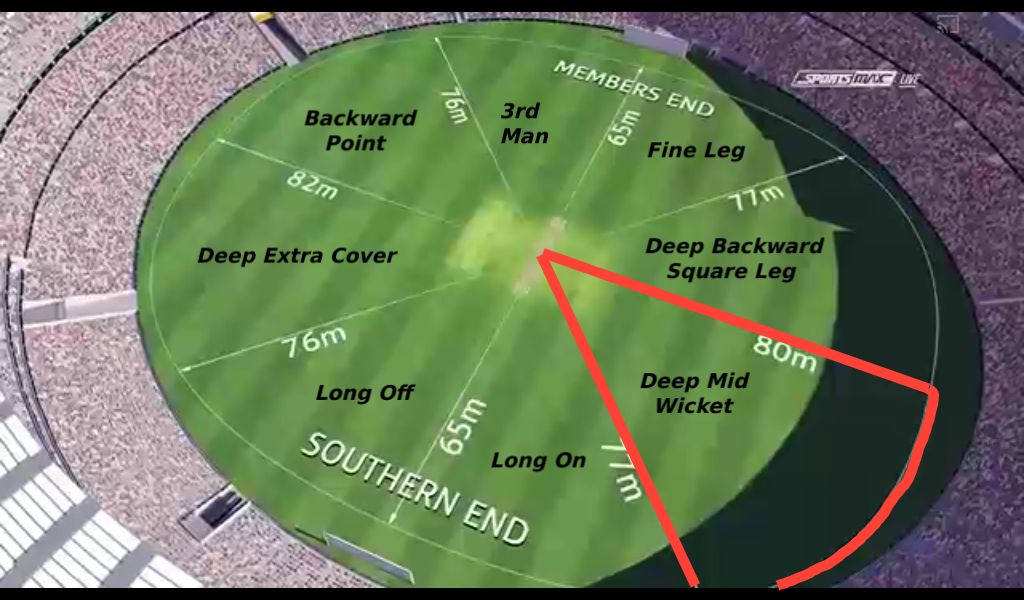 SPORTSMAX LIVE
MEMBERS END
76m
3rd
Man
65m
Backward
Point
Fine Leg
82m
77m
Deep Extra Cover
Deep Backward
Square Leg
76m
80m
Long Off
Deep Mid
Wicket
65m
Long On
77m
SOUTHERN END